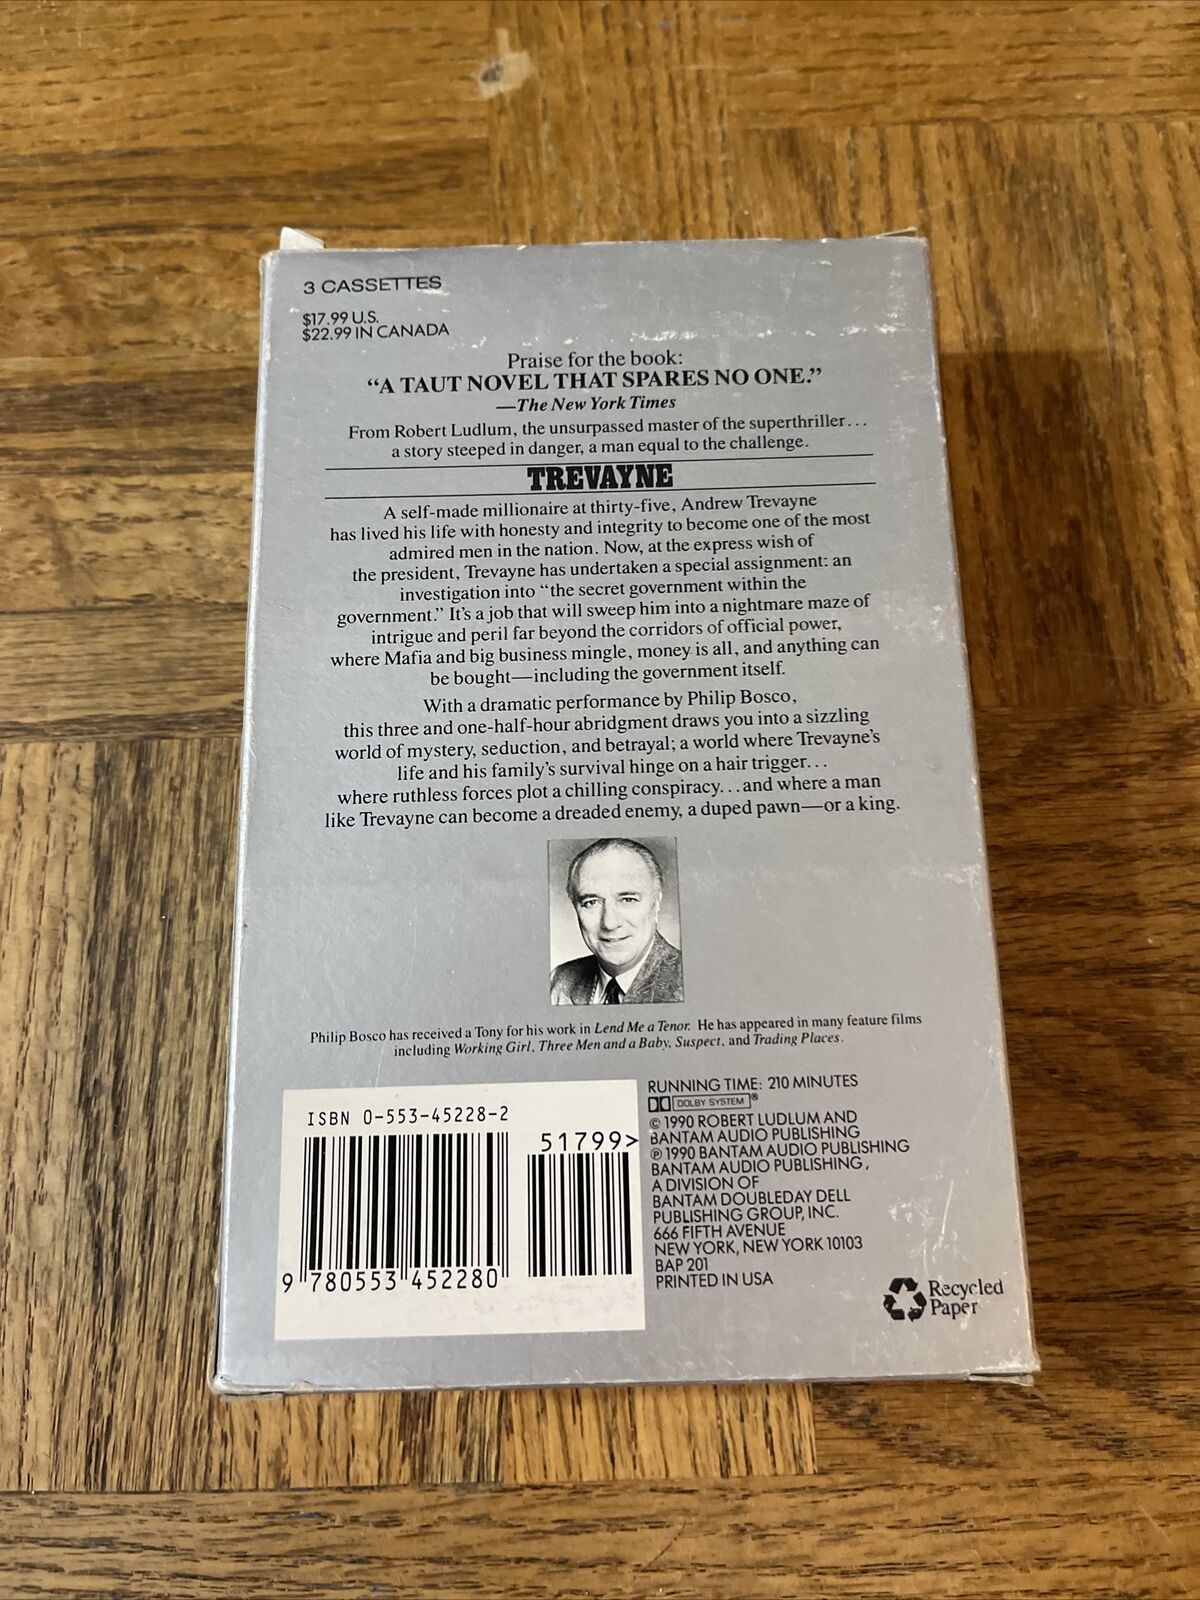 3 CASSETTES
$17.99 U.S.
$22.99 IN CANADA
Praise for the book:
“A TAUT NOVEL THAT SPARES NO ONE.”
—The New York Times
From Robert Ludlum, the unsurpassed master of the superthriller...
a story steeped in danger, a man equal to the challenge.
TREVAYNE
A self-made millionaire at thirty-five, Andrew Trevayne
has lived his life with honesty and integrity to become one of the most
admired men in the nation. Now, at the express wish of
the president, Trevayne has undertaken a special assignment: an
investigation into “the secret government within the
government.” It’s a job that will sweep him into a nightmare maze of
intrigue and peril far beyond the corridors of official power,
where Mafia and big business mingle, money is all, and anything can
be bought—including the government itself.
With a dramatic performance by Philip Bosco,
this three and one-half-hour abridgment draws you into a sizzling
world of mystery, seduction, and betrayal; a world where Trevayne’s
life and his family’s survival hinge on a hair trigger...
where ruthless forces plot a chilling conspiracy...and where a man
like Trevayne can become a dreaded enemy, a duped pawn—or a king.
Philip Bosco has received a Tony for his work in Lend Me a Tenor. He has appeared in many feature films
including Working Girl, Three Men and a Baby, Suspect, and Trading Places.
ISBN 0-553-45228-2
51799>
9 780553 452280
RUNNING TIME: 210 MINUTES
DOLBY SYSTEM®
© 1990 ROBERT LUDLUM AND
BANTAM AUDIO PUBLISHING
℗ 1990 BANTAM AUDIO PUBLISHING
BANTAM AUDIO PUBLISHING,
A DIVISION OF
BANTAM DOUBLEDAY DELL
PUBLISHING GROUP, INC.
666 FIFTH AVENUE
NEW YORK, NEW YORK 10103
BAP 201
PRINTED IN USA
Recycled
Paper